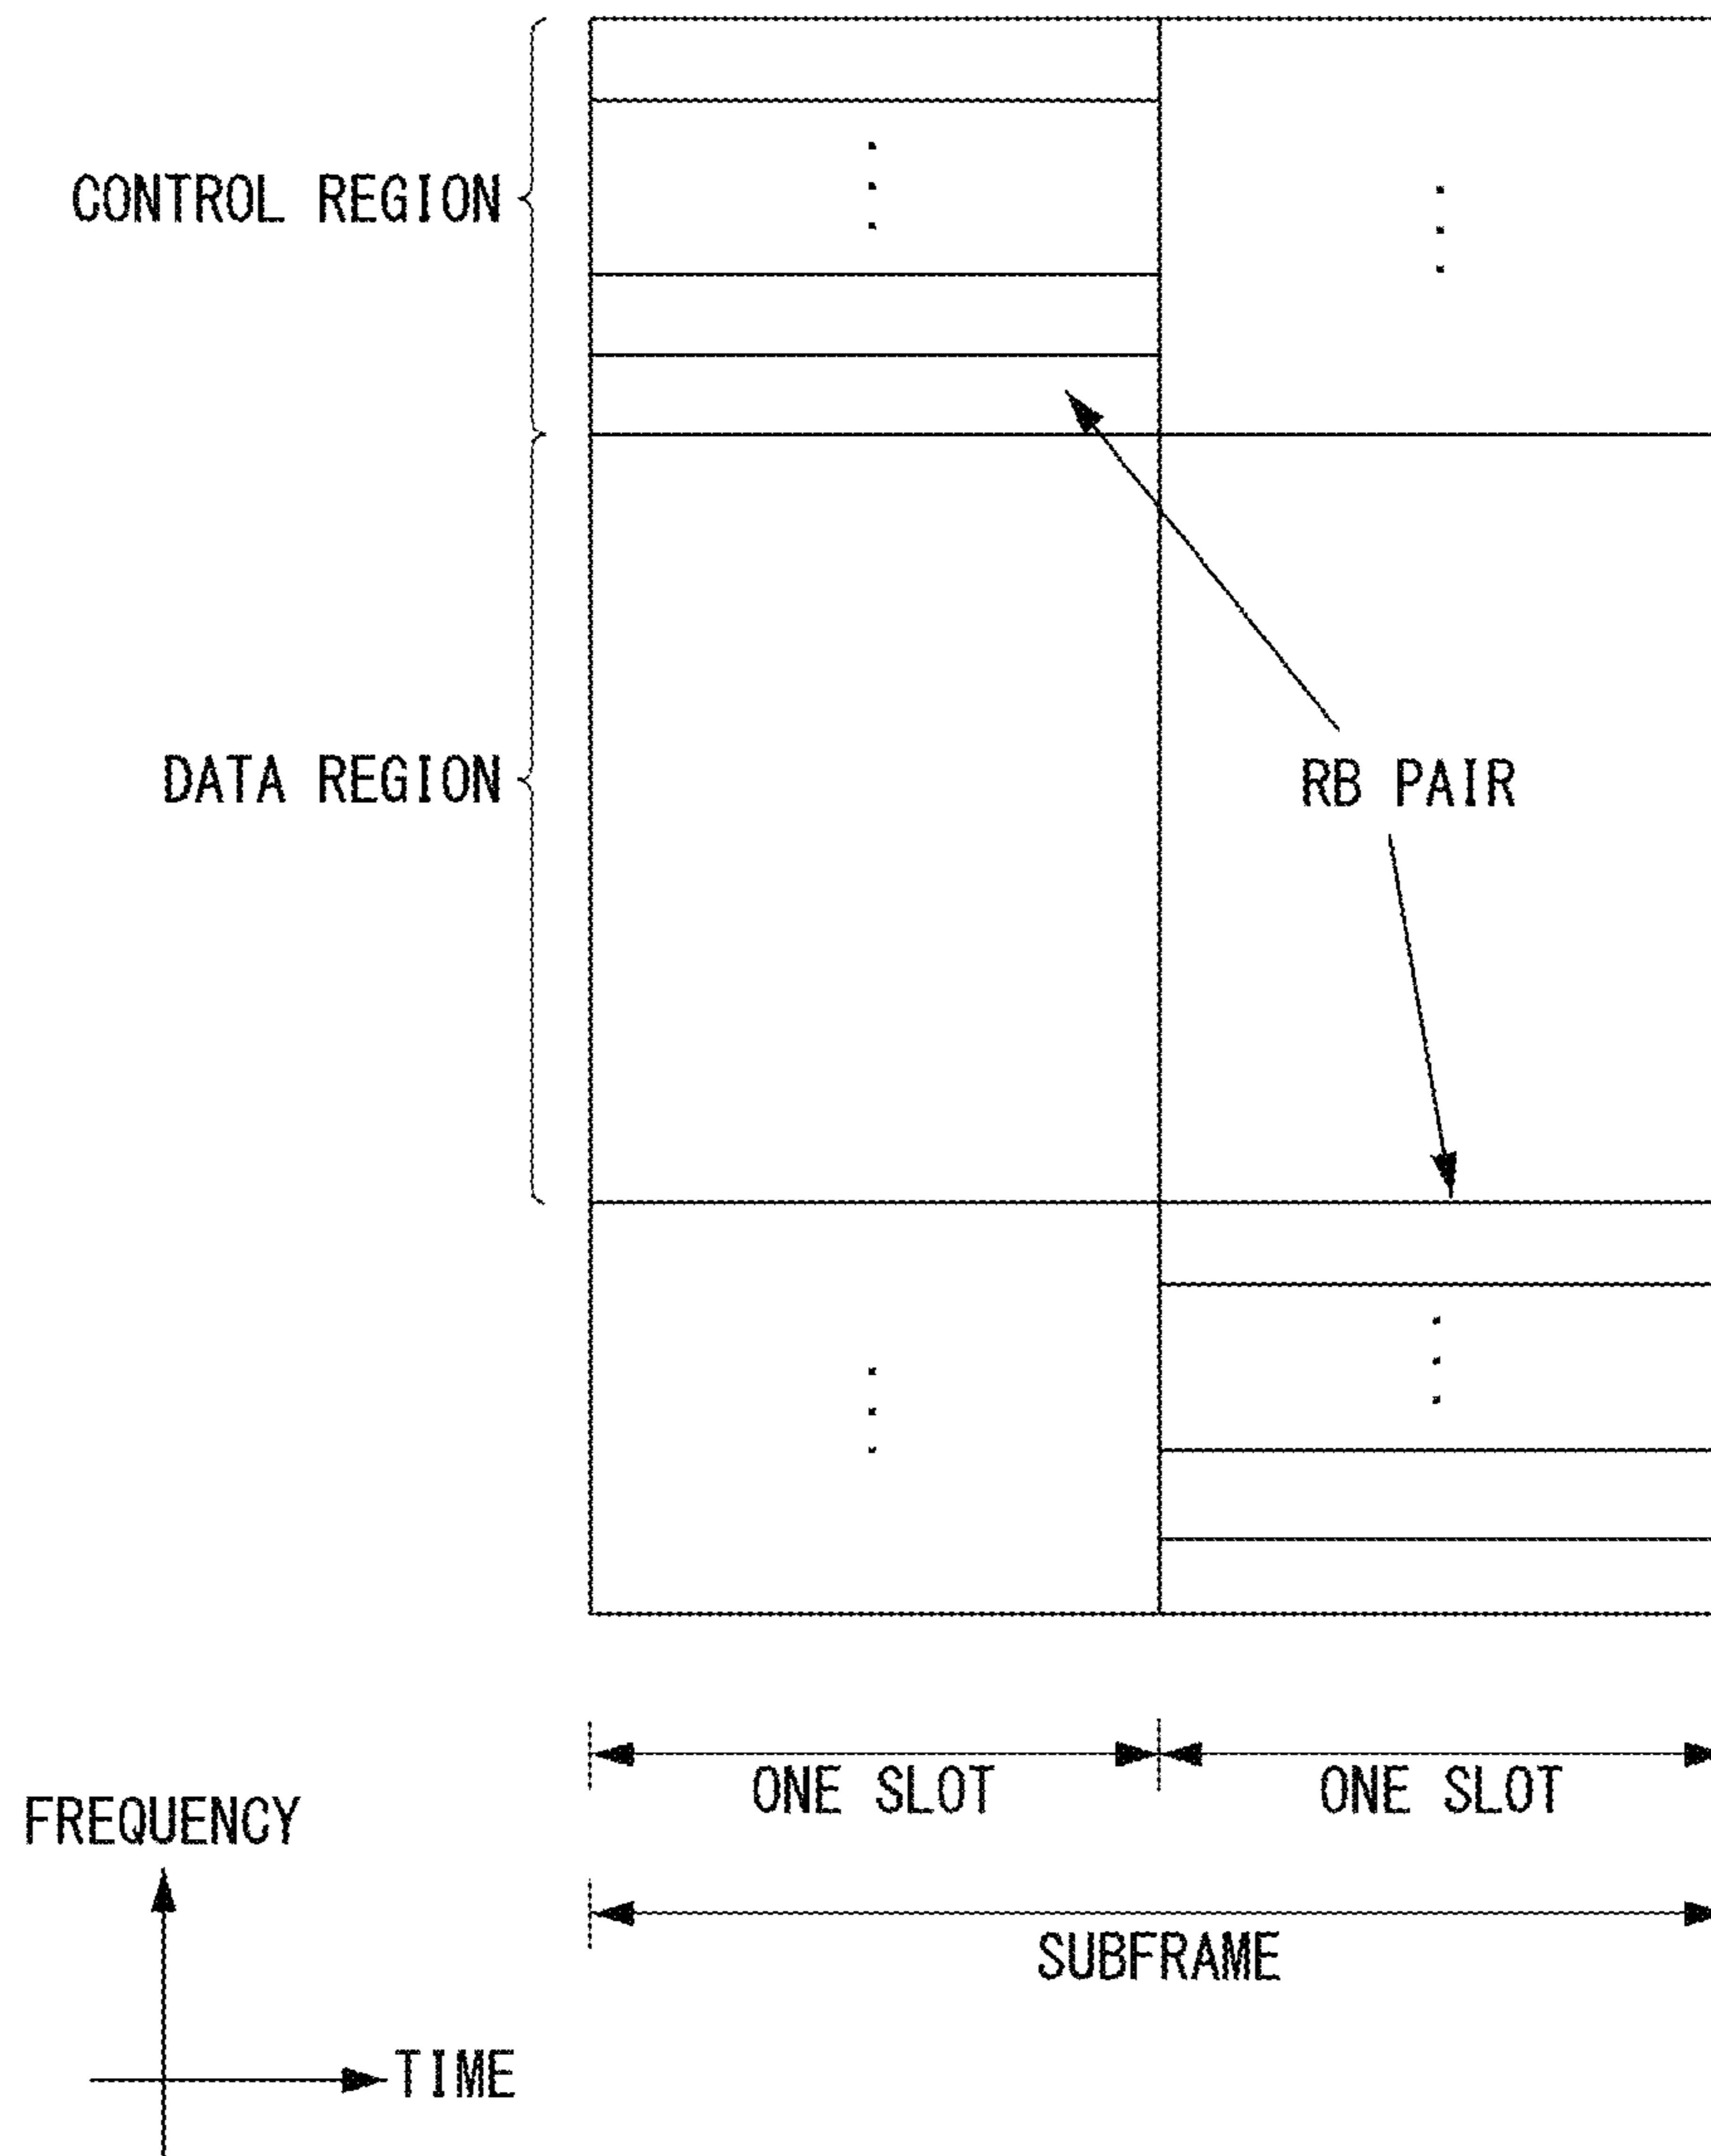 CONTROL REGION
DATA REGION
RB PAIR
ONE SLOT
ONE SLOT
FREQUENCY
SUBFRAME
TIME